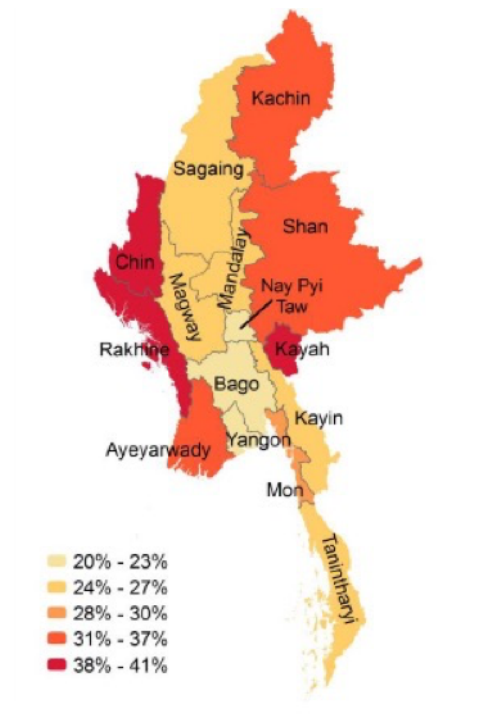 Kachin
Sagaing
Shan
Mandalay
Chin
Magway
Nay Pyi
Taw
Rakhine
Kayah
Bago
Kayin
Yangon
Ayeyarwady
Mon
Tanintharyi
20% - 23%
24% - 27%
28% - 30%
31% - 37%
38% - 41%